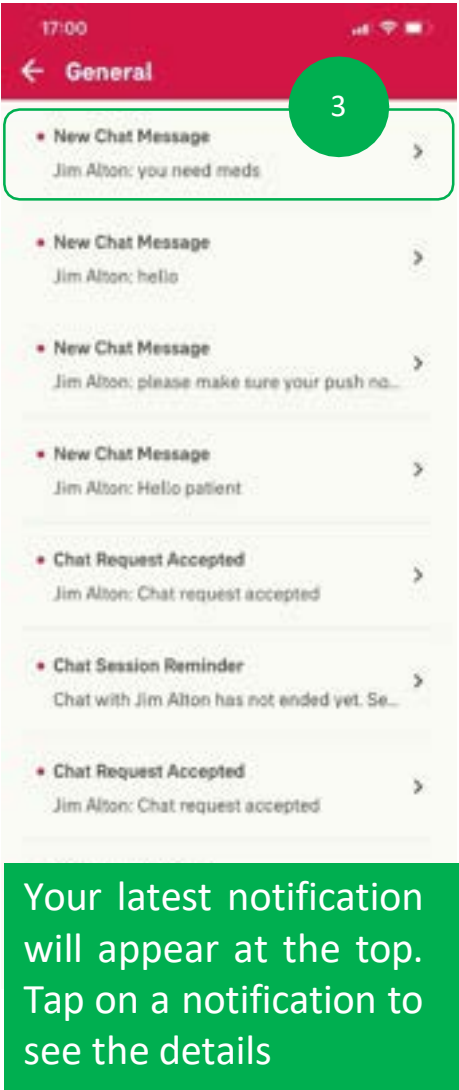 17:00
← General
3
• New Chat Message
Jim Alton: you need meds
• New Chat Message
Jim Alton: hello
• New Chat Message
Jim Alton: please make sure your push no...
• New Chat Message
Jim Alton: Hello patient
• Chat Request Accepted
Jim Alton: Chat request accepted
• Chat Session Reminder
Chat with Jim Alton has not ended yet. Se...
• Chat Request Accepted
Jim Alton: Chat request accepted
Your latest notification
will appear at the top.
Tap on a notification to
see the details